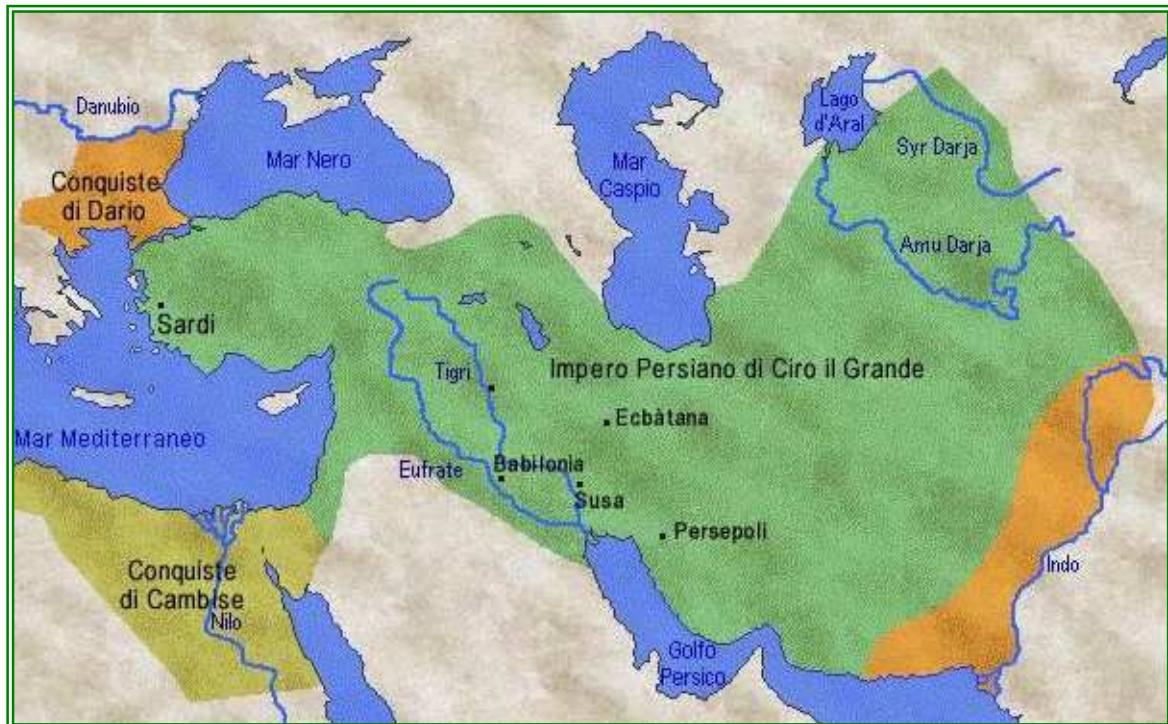 Danubio
Mar Nero
Conquiste
di Dario
Mar
Caspio
Lago
d'Aral
Syr Darja
Amu Darja
Sardi
Tigri
Impero Persiano di Ciro il Grande
Ecbàtana
Mar Mediterraneo
Eufrate
Babilonia
Susa
Persepoli
Conquiste
di Cambise
Nilo
Golfo
Persico
Indo